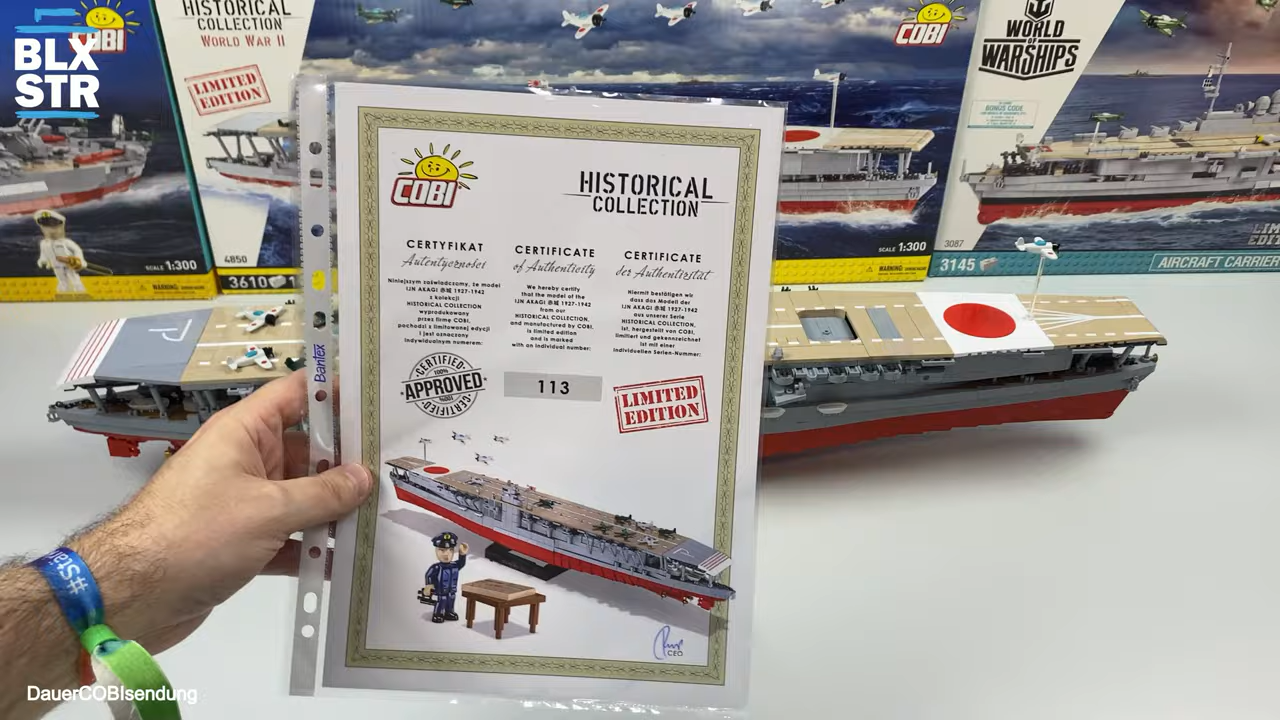 BLX
STR
COBI
HISTORICAL
COLLECTION
WORLD WAR II
LIMITED
EDITION
SCALE 1:300
4850
3610
COBI
SCALE 1:300
WARNING:
WORLD
OF
WARSHIPS
BONUS CODE
3087
3145
AIRCRAFT CARRIER
COBI
HISTORICAL
COLLECTION
CERTYFIKAT
Autentyczności
Niniejszym zaświadczamy, że model
IJN AKAGI 赤城 1927-1942
z kolekcji
HISTORICAL COLLECTION
wyprodukowany
przez firmę COBI,
pochodzi z limitowanej edycji
i jest oznaczony
indywidualnym numerem:
CERTIFICATE
of Authenticity
We hereby certify
that the model of the
IJN AKAGI 赤城 1927-1942
from our
HISTORICAL COLLECTION,
and manufactured by COBI,
is limited edition
and is marked
with an individual number:
CERTIFICATE
der Authentizität
Hiermit bestätigen wir
dass das Modell der
IJN AKAGI 赤城 1927-1942
aus unserer Serie
HISTORICAL COLLECTION,
ist, hergestellt von COBI,
limitiert und gekennzeichnet
ist mit einer
individuellen Serien-Nummer:
CERTIFIED
100%
APPROVED
CERTIFIED
113
LIMITED
EDITION
CEO
Bantex
DauerCOBIsendung